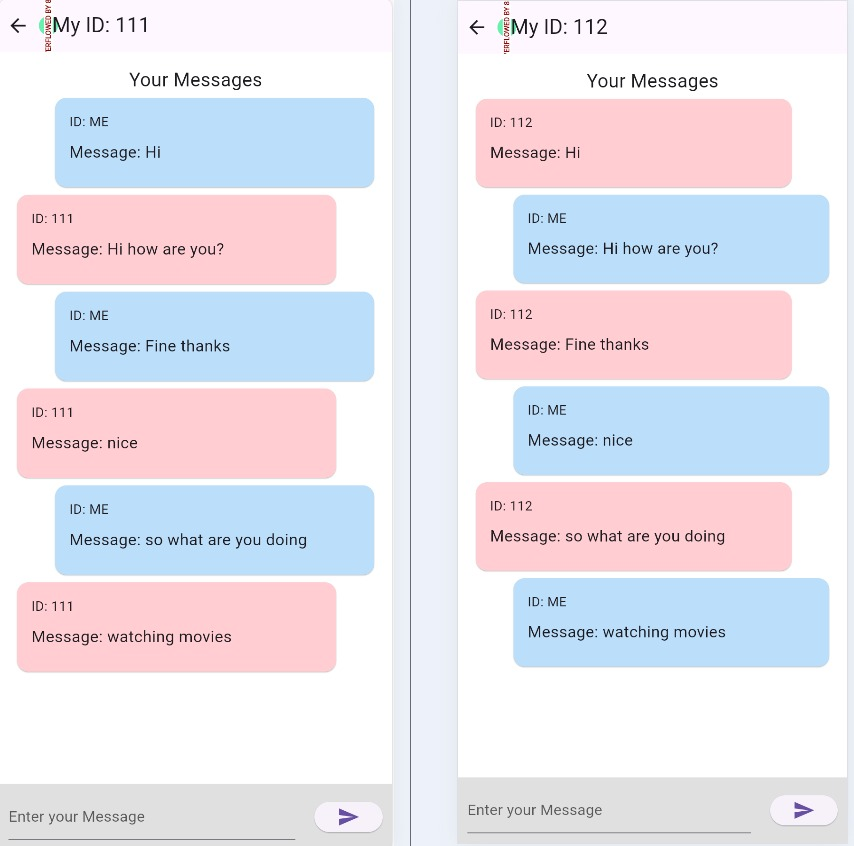 ERFLOWED BY 8
My ID: 111
Your Messages
ID: ME
Message: Hi
ID: 111
Message: Hi how are you?
ID: ME
Message: Fine thanks
ID: 111
Message: nice
ID: ME
Message: so what are you doing
ID: 111
Message: watching movies
Enter your Message
ERFLOWED BY 8
My ID: 112
Your Messages
ID: 112
Message: Hi
ID: ME
Message: Hi how are you?
ID: 112
Message: Fine thanks
ID: ME
Message: nice
ID: 112
Message: so what are you doing
ID: ME
Message: watching movies
Enter your Message